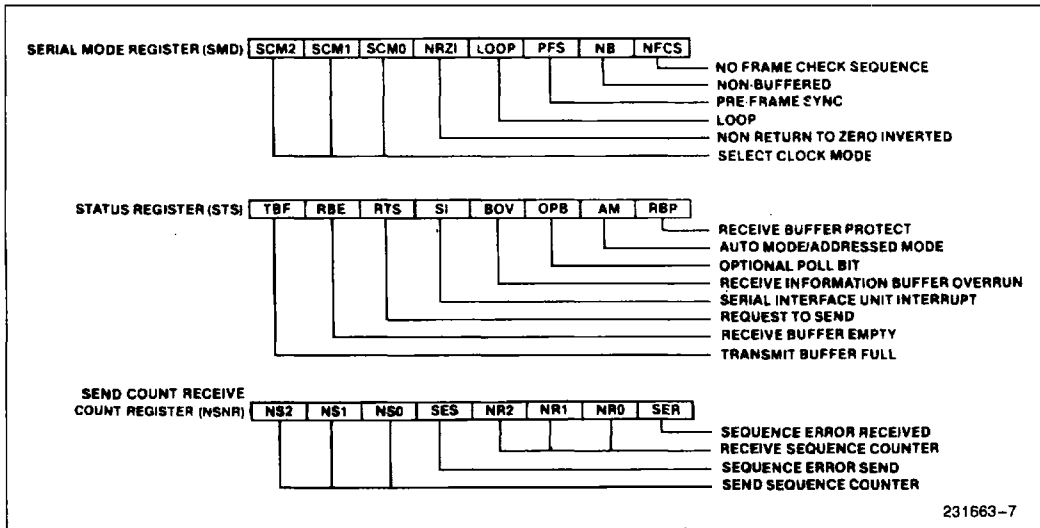 SERIAL MODE REGISTER (SMD) SCM2 SCM1 SCM0 NRZI LOOP PFS NB NFCS
NO FRAME CHECK SEQUENCE
NON-BUFFERED
PRE-FRAME SYNC
LOOP
NON RETURN TO ZERO INVERTED
SELECT CLOCK MODE
STATUS REGISTER (STS) TBF RBE RTS SI BOV OPB AM RBP
RECEIVE BUFFER PROTECT
AUTO MODE/ADDRESSED MODE
OPTIONAL POLL BIT
RECEIVE INFORMATION BUFFER OVERRUN
SERIAL INTERFACE UNIT INTERRUPT
REQUEST TO SEND
RECEIVE BUFFER EMPTY
TRANSMIT BUFFER FULL
SEND COUNT RECEIVE
COUNT REGISTER (NSNR) NS2 NS1 NS0 SES NR2 NR1 NR0 SER
SEQUENCE ERROR RECEIVED
RECEIVE SEQUENCE COUNTER
SEQUENCE ERROR SEND
SEND SEQUENCE COUNTER
231663-7